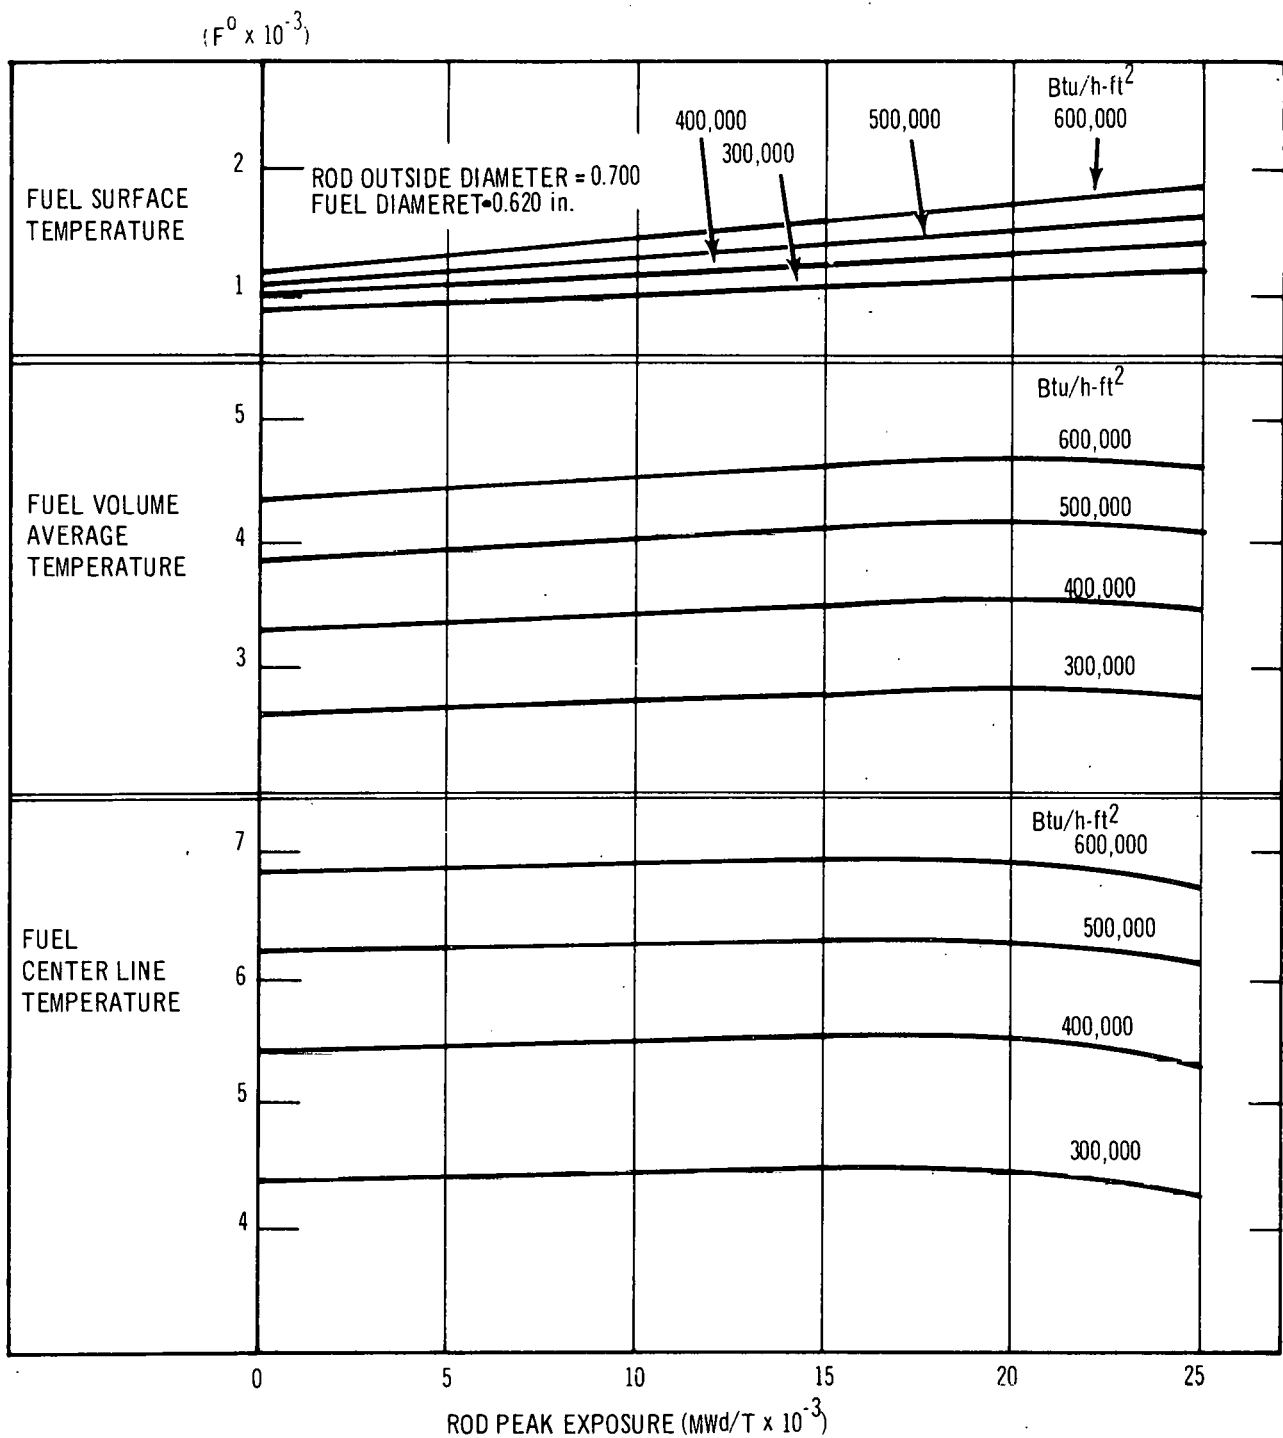 (F° x 10-3)
Btu/h-ft2
400,000
500,000
600,000
300,000
2
ROD OUTSIDE DIAMETER = 0.700
FUEL DIAMERET=0.620 in.
FUEL SURFACE
TEMPERATURE
1
Btu/h-ft2
5
600,000
FUEL VOLUME
AVERAGE
TEMPERATURE
500,000
4
400,000
3
300,000
Btu/h-ft2
7
600,000
FUEL
CENTER LINE
TEMPERATURE
500,000
6
400,000
5
300,000
4
0 5 10 15 20 25
ROD PEAK EXPOSURE (MWd/T x 10-3)